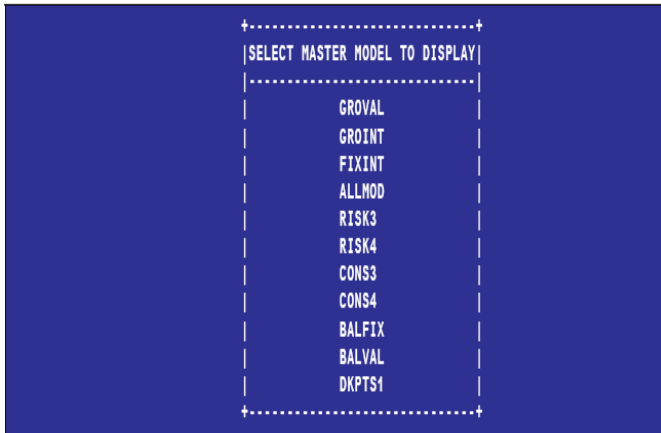 SELECT MASTER MODEL TO DISPLAY
GROVAL
GROINT
FIXINT
ALLMOD
RISK3
RISK4
CONS3
CONS4
BALFIX
BALVAL
DKPTS1